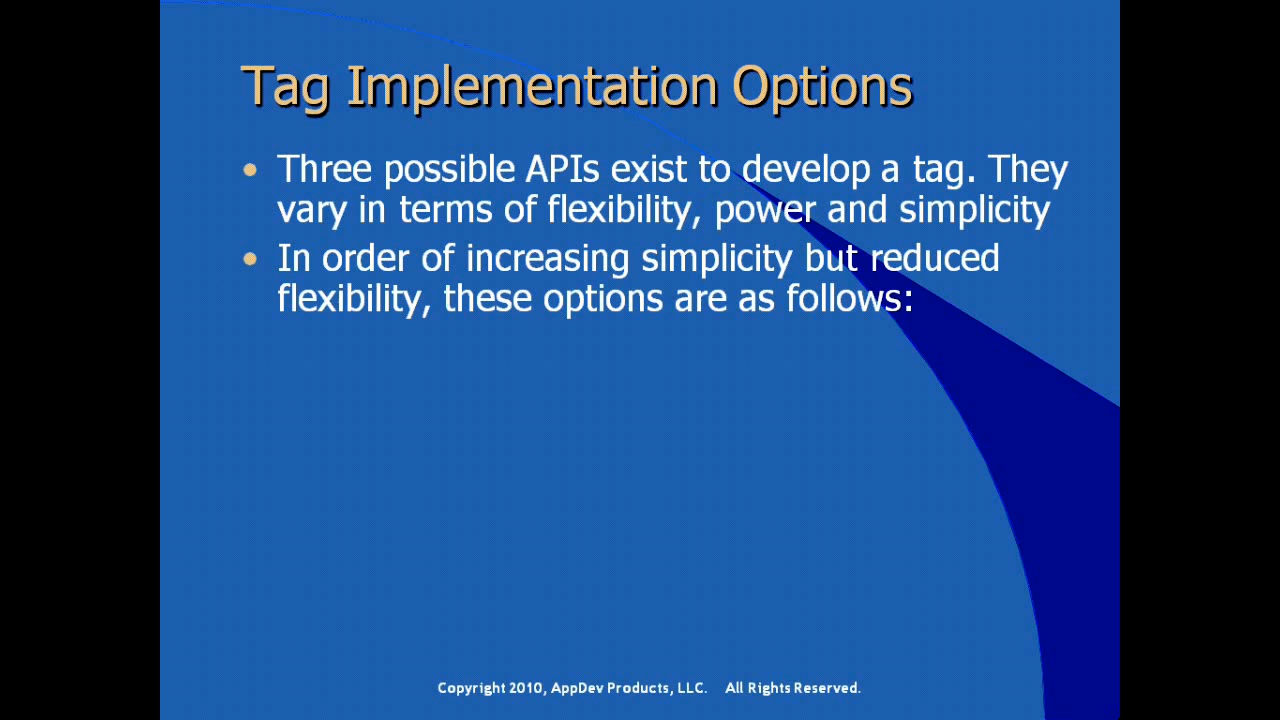 Tag Implementation Options
• Three possible APIs exist to develop a tag. They
vary in terms of flexibility, power and simplicity
• In order of increasing simplicity but reduced
flexibility, these options are as follows:
Copyright 2010, AppDev Products, LLC. All Rights Reserved.